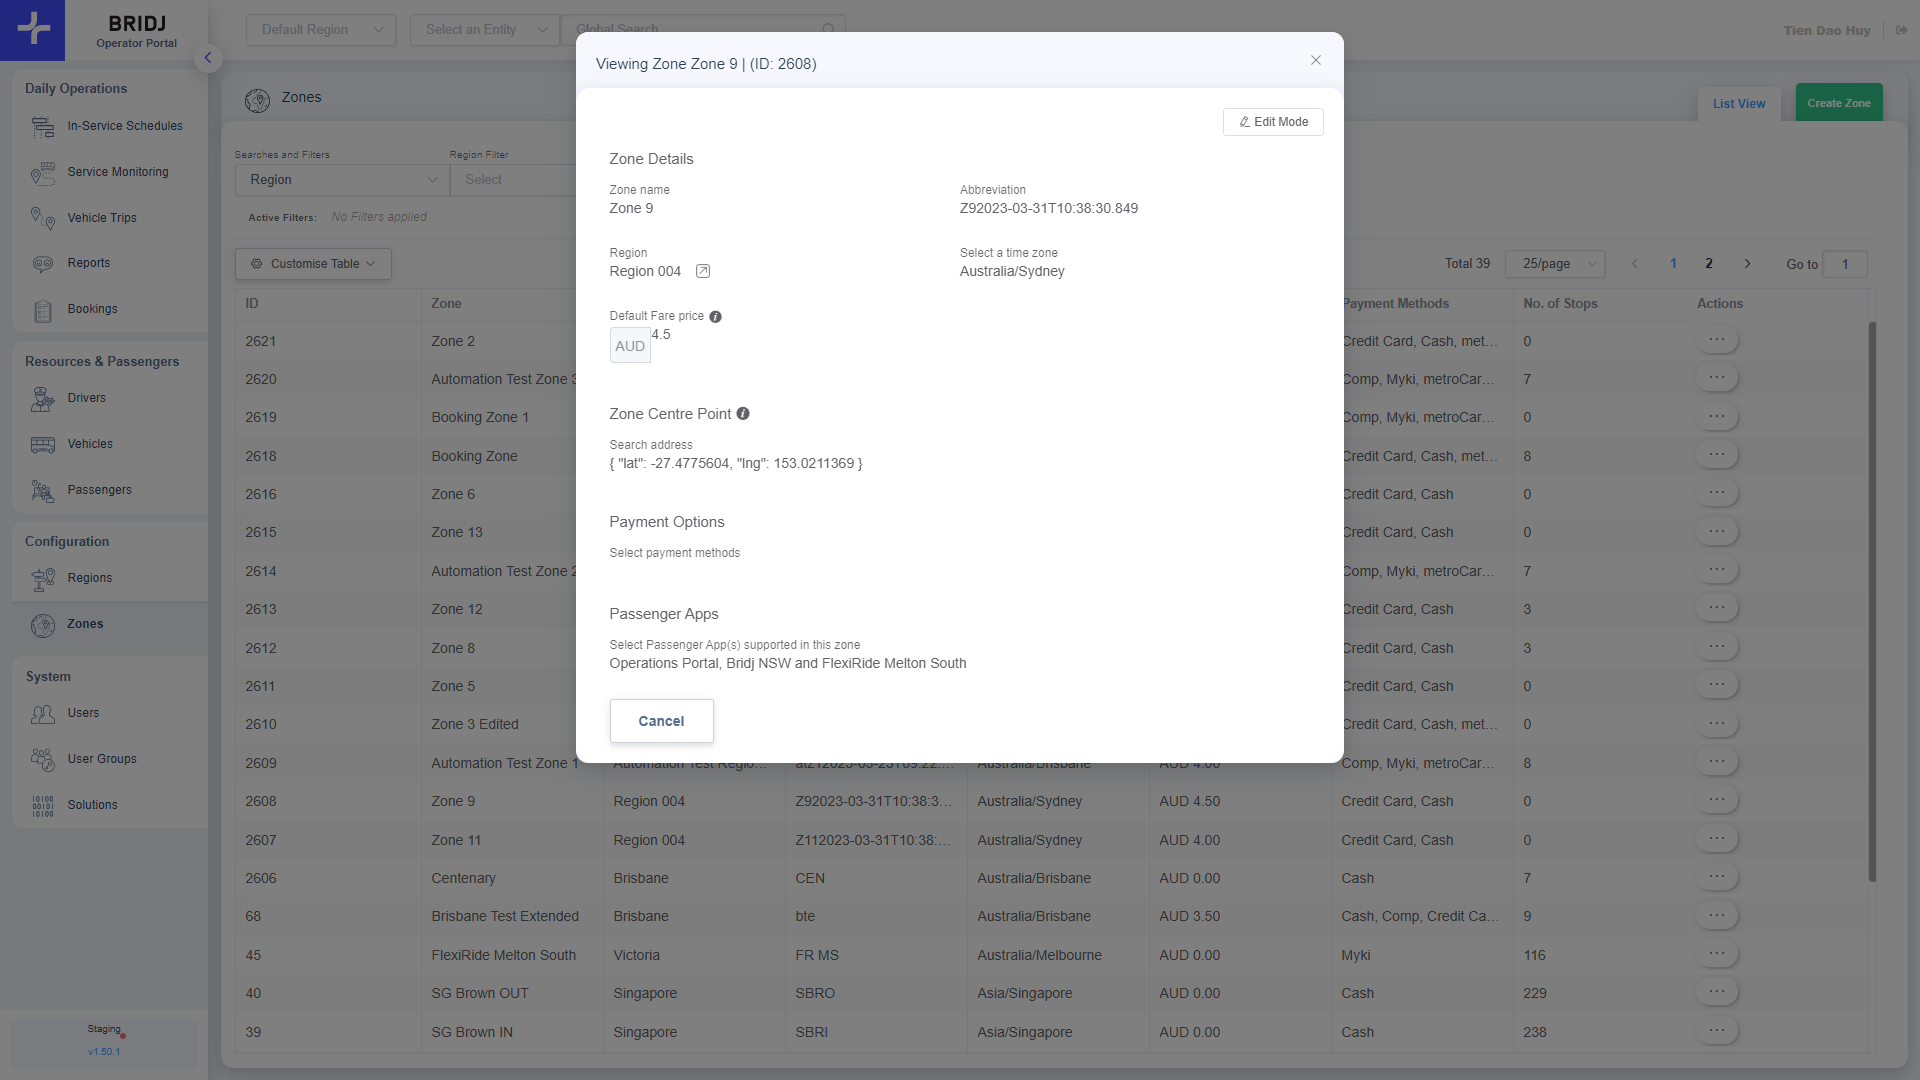 BRIDJ
Operator Portal
Default Region
Select an Entity
Global Search
Tien Dao Huy
Daily Operations
In-Service Schedules
Service Monitoring
Vehicle Trips
Reports
Bookings
Resources & Passengers
Drivers
Vehicles
Passengers
Configuration
Regions
Zones
System
Users
User Groups
Solutions
Staging
v1.50.1
Zones
List View
Create Zone
Searches and Filters
Region Filter
Region
Select
Active Filters: No Filters applied
Customise Table
Total 39
25/page
1
2
Go to
1
Viewing Zone Zone 9 | (ID: 2608)
Edit Mode
Zone Details
Zone name
Zone 9
Abbreviation
Z92023-03-31T10:38:30.849
Region
Region 004
Select a time zone
Australia/Sydney
Default Fare price
AUD
4.5
Zone Centre Point
Search address
{ "lat": -27.4775604, "lng": 153.0211369 }
Payment Options
Select payment methods
Passenger Apps
Select Passenger App(s) supported in this zone
Operations Portal, Bridj NSW and FlexiRide Melton South
Cancel
ID Zone Payment Methods No. of Stops Actions
2621 Zone 2 Credit Card, Cash, met... 0
2620 Automation Test Zone 3 Comp, Myki, metroCar... 7
2619 Booking Zone 1 Comp, Myki, metroCar... 0
2618 Booking Zone Credit Card, Cash, met... 8
2616 Zone 6 Credit Card, Cash 0
2615 Zone 13 Credit Card, Cash 0
2614 Automation Test Zone 2 Comp, Myki, metroCar... 7
2613 Zone 12 Credit Card, Cash 3
2612 Zone 8 Credit Card, Cash 3
2611 Zone 5 Credit Card, Cash 0
2610 Zone 3 Edited Credit Card, Cash, met... 0
2609 Automation Test Zone 1 Automation Test Regio... atz12023-03-23T09:22:... Australia/Brisbane AUD 4.00 Comp, Myki, metroCar... 8
2608 Zone 9 Region 004 Z92023-03-31T10:38:3... Australia/Sydney AUD 4.50 Credit Card, Cash 0
2607 Zone 11 Region 004 Z112023-03-31T10:38:... Australia/Sydney AUD 4.00 Credit Card, Cash 0
2606 Centenary Brisbane CEN Australia/Brisbane AUD 0.00 Cash 7
68 Brisbane Test Extended Brisbane bte Australia/Brisbane AUD 3.50 Cash, Comp, Credit Ca... 9
45 FlexiRide Melton South Victoria FR MS Australia/Melbourne AUD 0.00 Myki 116
40 SG Brown OUT Singapore SBRO Asia/Singapore AUD 0.00 Cash 229
39 SG Brown IN Singapore SBRI Asia/Singapore AUD 0.00 Cash 238